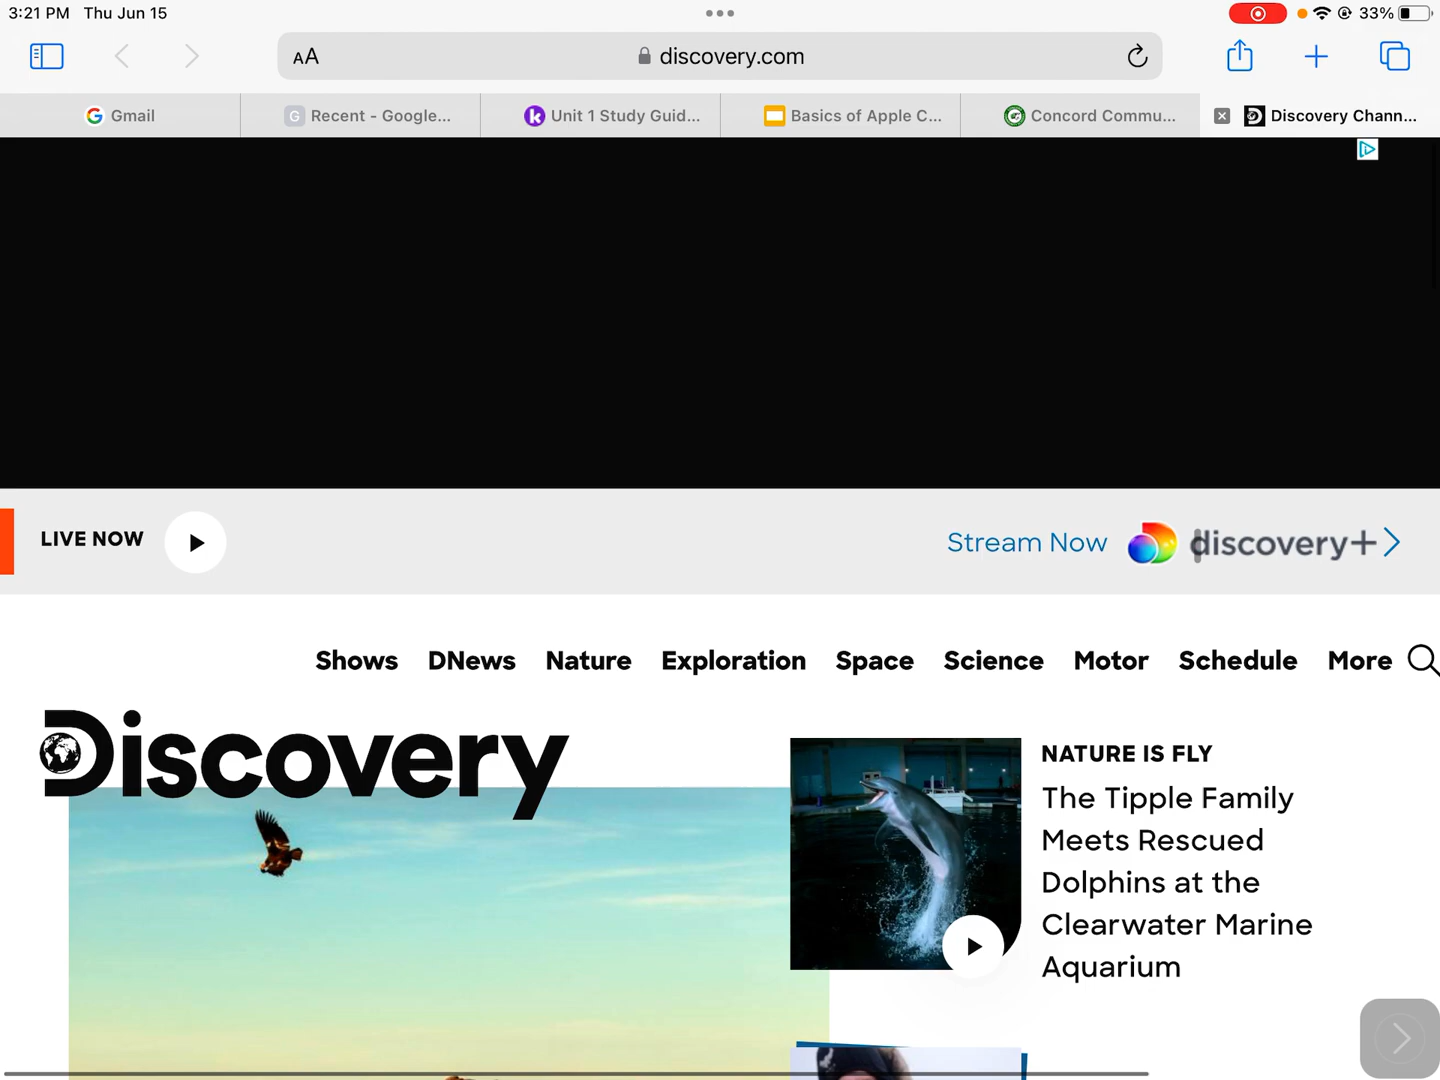 3:21 PM Thu Jun 15
33%
AA discovery.com
Gmail
Recent - Google...
Unit 1 Study Guid...
Basics of Apple C...
Concord Commu...
Discovery Chann...
LIVE NOW
Stream Now discovery+
Shows DNews Nature Exploration Space Science Motor Schedule More
Discovery
NATURE IS FLY
The Tipple Family
Meets Rescued
Dolphins at the
Clearwater Marine
Aquarium